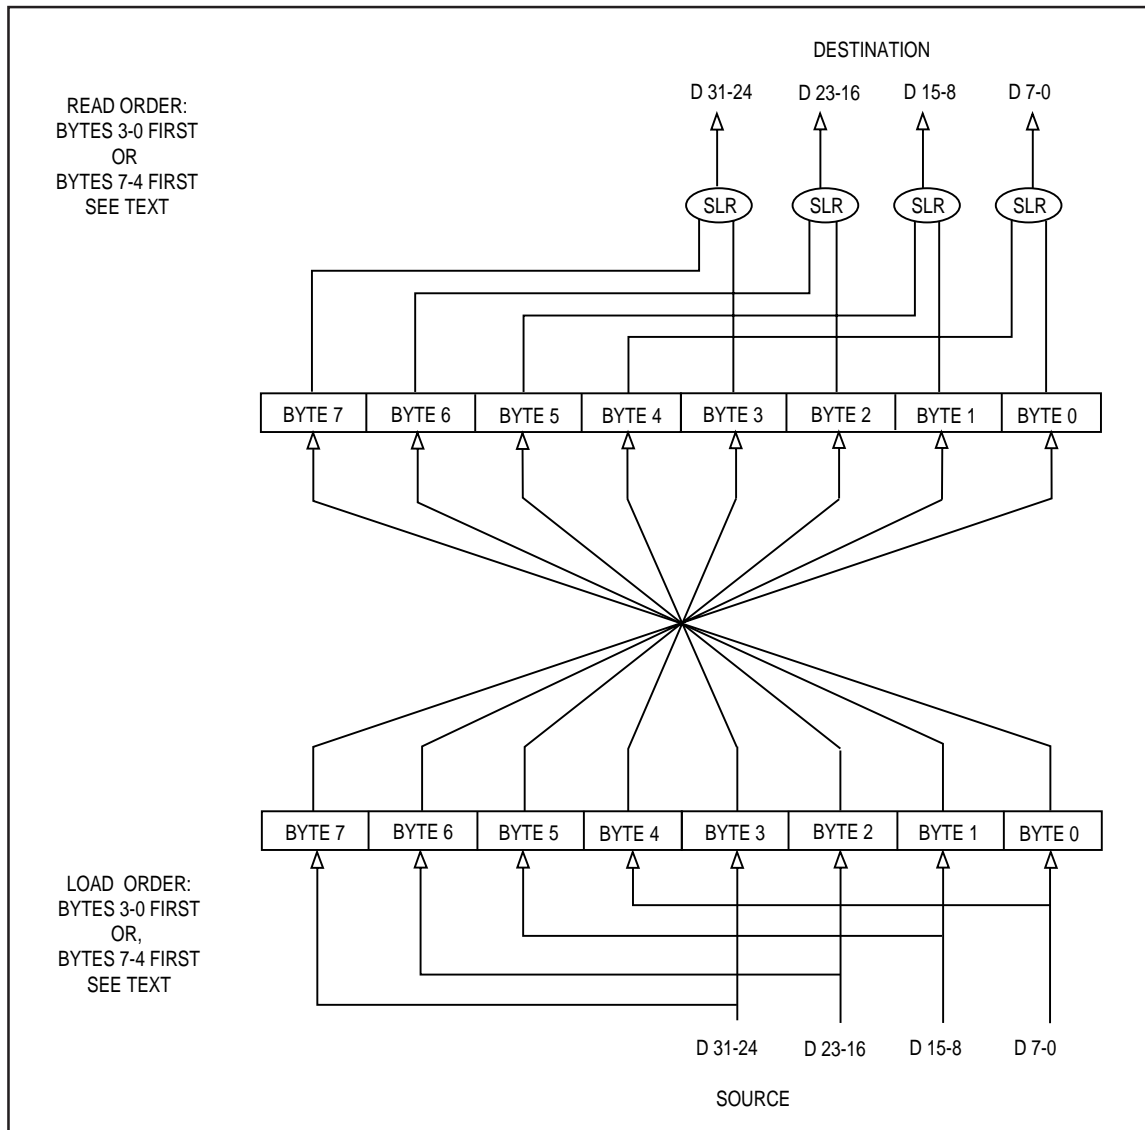 DESTINATION
D 31-24 D 23-16 D 15-8 D 7-0
READ ORDER:
BYTES 3-0 FIRST
OR
BYTES 7-4 FIRST
SEE TEXT
SLR SLR SLR SLR
BYTE 7 BYTE 6 BYTE 5 BYTE 4 BYTE 3 BYTE 2 BYTE 1 BYTE 0
BYTE 7 BYTE 6 BYTE 5 BYTE 4 BYTE 3 BYTE 2 BYTE 1 BYTE 0
LOAD ORDER:
BYTES 3-0 FIRST
OR,
BYTES 7-4 FIRST
SEE TEXT
D 31-24 D 23-16 D 15-8 D 7-0
SOURCE